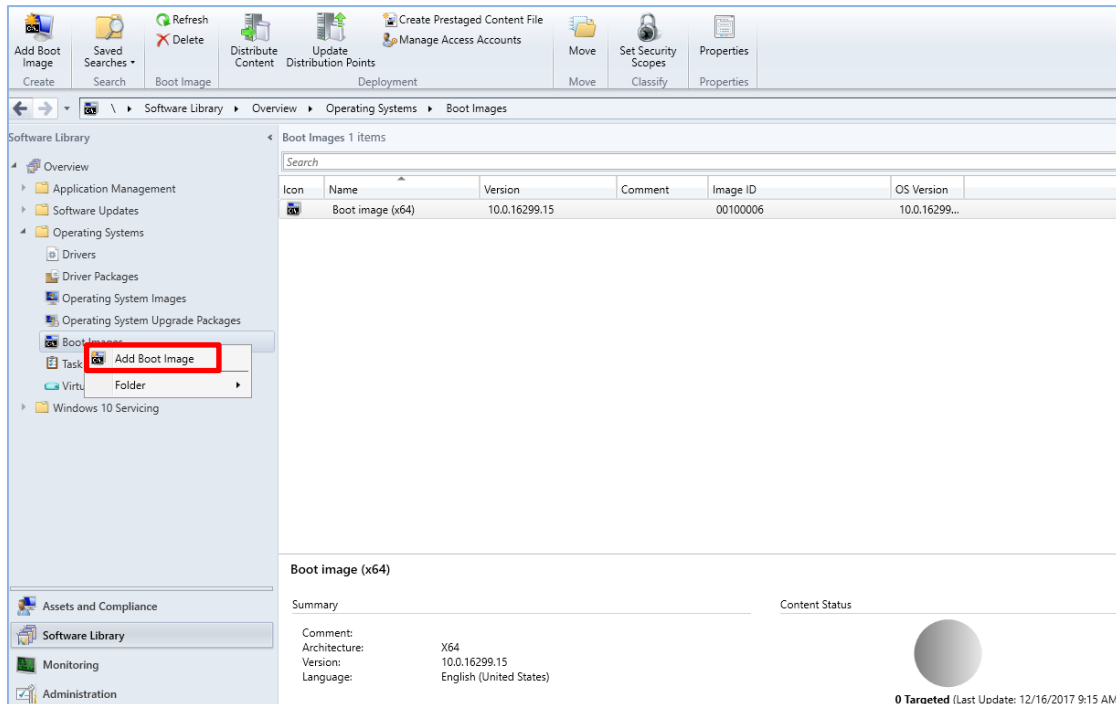 Refresh
Create Prestaged Content File
Delete
Manage Access Accounts
Add Boot Image
Saved Searches
Distribute Content
Update Distribution Points
Move
Set Security Scopes
Properties
Create
Search
Boot Image
Deployment
Move
Classify
Properties
\ Software Library Overview Operating Systems Boot Images
Software Library
Boot Images 1 items
Search
Overview
Application Management
Software Updates
Operating Systems
Drivers
Driver Packages
Operating System Images
Operating System Upgrade Packages
Boot Images
Task
Virtu
Windows 10 Servicing
Add Boot Image
Folder
Icon Name Version Comment Image ID OS Version
Boot image (x64) 10.0.16299.15 00100006 10.0.16299...
Assets and Compliance
Software Library
Monitoring
Administration
Boot image (x64)
Summary
Comment:
Architecture: X64
Version: 10.0.16299.15
Language: English (United States)
Content Status
0 Targeted (Last Update: 12/16/2017 9:15 AM